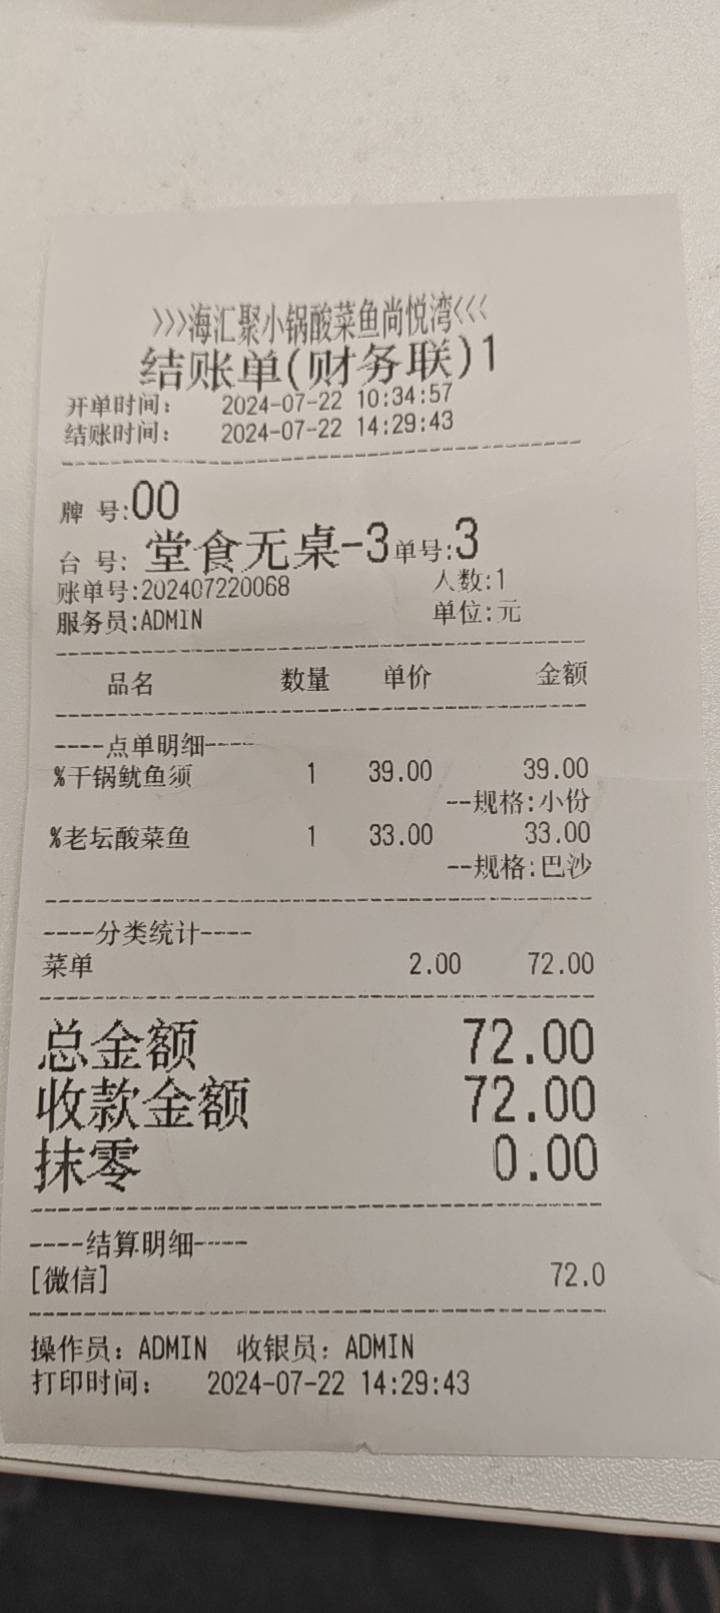 >>>海汇聚小锅酸菜鱼尚悦湾<<<
结账单(财务联)1
开单时间： 2024-07-22 10:34:57
结账时间： 2024-07-22 14:29:43
牌 号:00
台 号: 堂食无桌-3单号:3
账单号:202407220068 人数:1
服务员:ADMIN 单位:元
品名 数量 单价 金额
----点单明细----
%干锅鱿鱼须 1 39.00 39.00
--规格:小份
%老坛酸菜鱼 1 33.00 33.00
--规格:巴沙
----分类统计----
菜单 2.00 72.00
总金额 72.00
收款金额 72.00
抹零 0.00
----结算明细----
[微信] 72.0
操作员：ADMIN 收银员：ADMIN
打印时间： 2024-07-22 14:29:43